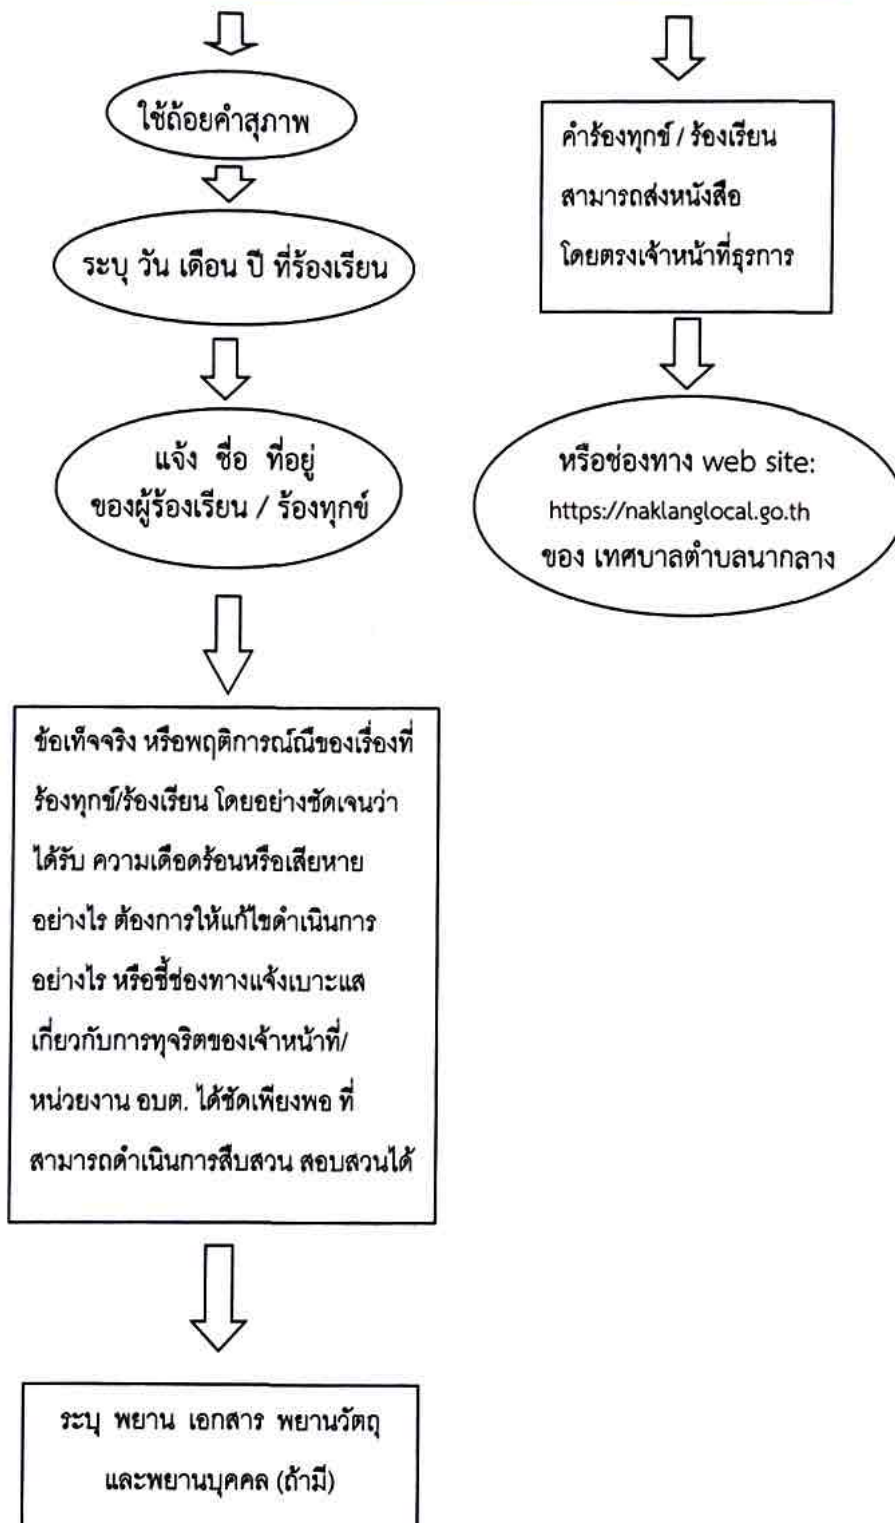 ใช้ถ้อยคำสุภาพ
ระบุ วัน เดือน ปี ที่ร้องเรียน
แจ้ง ชื่อ ที่อยู่
ของผู้ร้องเรียน / ร้องทุกข์
ข้อเท็จจริง หรือพฤติการณ์ณีของเรื่องที่
ร้องทุกข์/ร้องเรียน โดยอย่างชัดเจนว่า
ได้รับ ความเดือดร้อนหรือเสียหาย
อย่างไร ต้องการให้แก้ไขดำเนินการ
อย่างไร หรือชี้ช่องทางแจ้งเบาะแส
เกี่ยวกับการทุจริตของเจ้าหน้าที่/
หน่วยงาน อบต. ได้ชัดเพียงพอ ที่
สามารถดำเนินการสืบสวน สอบสวนได้
ระบุ พยาน เอกสาร พยานวัตถุ
และพยานบุคคล (ถ้ามี)
คำร้องทุกข์ / ร้องเรียน
สามารถส่งหนังสือ
โดยตรงเจ้าหน้าที่ธุรการ
หรือช่องทาง web site:
https://naklanglocal.go.th
ของ เทศบาลตำบลนากลาง